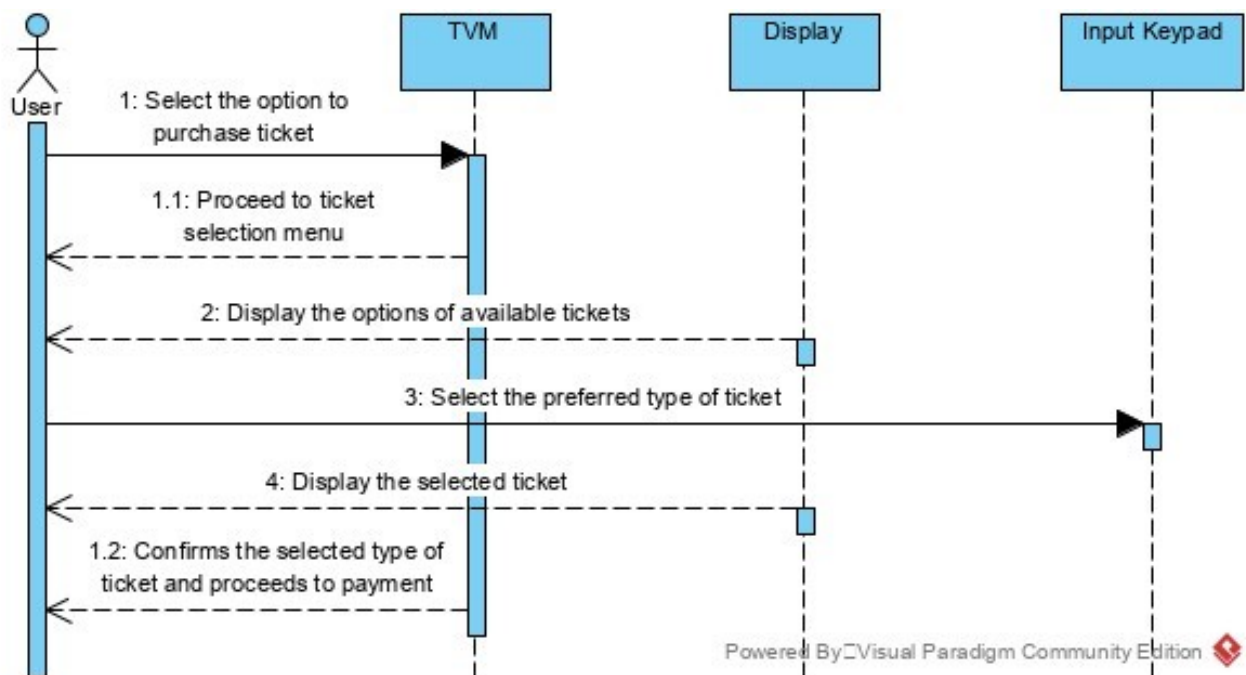 TVM
Display
Input Keypad
User
1: Select the option to
purchase ticket
1.1: Proceed to ticket
selection menu
2: Display the options of available tickets
3: Select the preferred type of ticket
4: Display the selected ticket
1.2: Confirms the selected type of
ticket and proceeds to payment
Powered By Visual Paradigm Community Edition